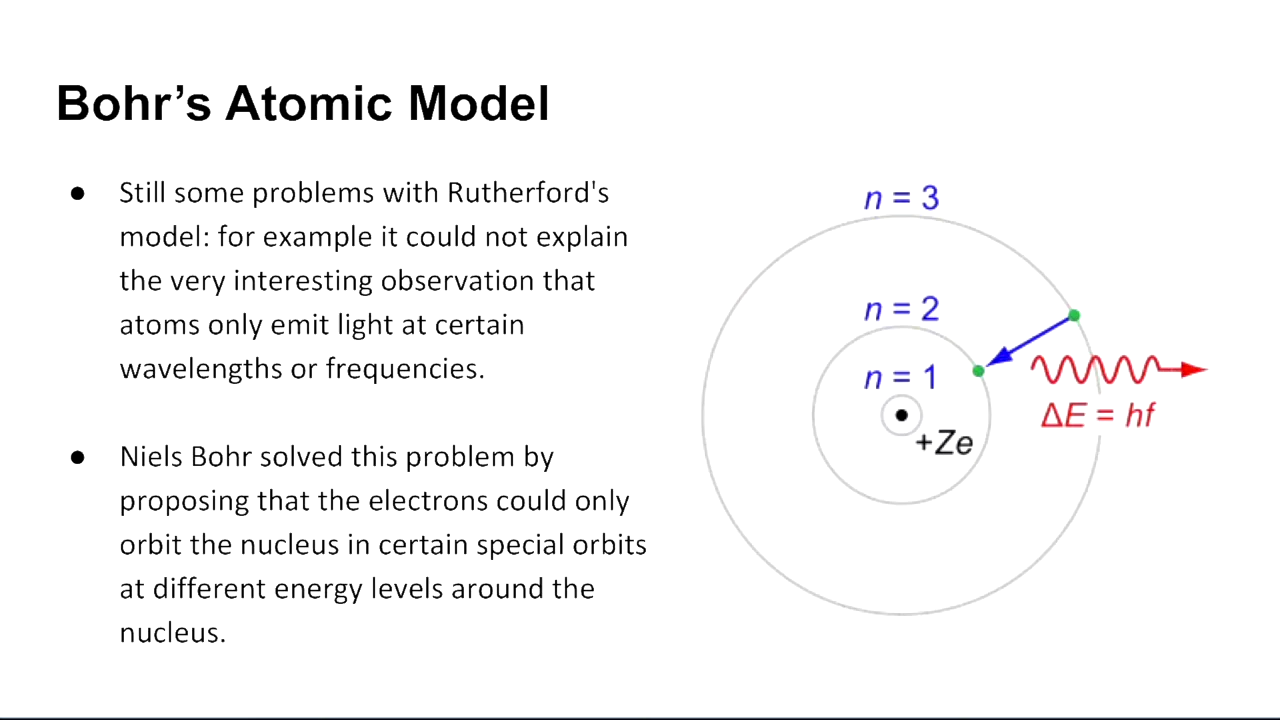 Bohr’s Atomic Model
● Still some problems with Rutherford's
model: for example it could not explain
the very interesting observation that
atoms only emit light at certain
wavelengths or frequencies.
● Niels Bohr solved this problem by
proposing that the electrons could only
orbit the nucleus in certain special orbits
at different energy levels around the
nucleus.
n = 3
n = 2
n = 1
+Ze
ΔE = hf